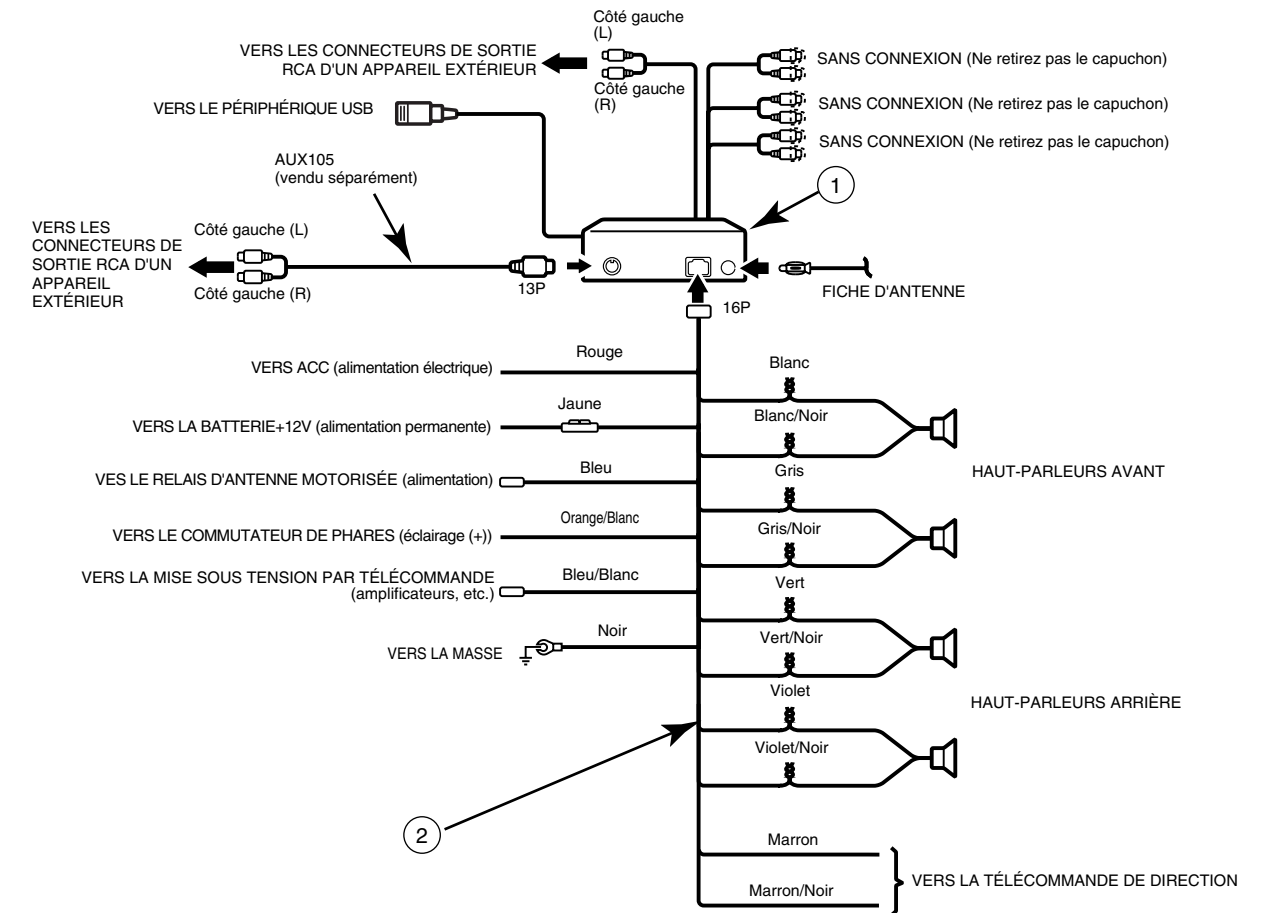 Côté gauche
(L)
VERS LES CONNECTEURS DE SORTIE
RCA D'UN APPAREIL EXTÉRIEUR
Côté gauche
(R)
SANS CONNEXION (Ne retirez pas le capuchon)
VERS LE PÉRIPHÉRIQUE USB
SANS CONNEXION (Ne retirez pas le capuchon)
SANS CONNEXION (Ne retirez pas le capuchon)
AUX105
(vendu séparément)
1
VERS LES
CONNECTEURS DE
SORTIE RCA D'UN
APPAREIL
EXTÉRIEUR
Côté gauche (L)
Côté gauche (R)
13P
16P
FICHE D'ANTENNE
VERS ACC (alimentation électrique)
Rouge
VERS LA BATTERIE+12V (alimentation permanente)
Jaune
VES LE RELAIS D'ANTENNE MOTORISÉE (alimentation)
Bleu
VERS LE COMMUTATEUR DE PHARES (éclairage (+))
Orange/Blanc
VERS LA MISE SOUS TENSION PAR TÉLÉCOMMANDE
(amplificateurs, etc.)
Bleu/Blanc
VERS LA MASSE
Noir
Blanc
Blanc/Noir
HAUT-PARLEURS AVANT
Gris
Gris/Noir
Vert
Vert/Noir
HAUT-PARLEURS ARRIÈRE
Violet
Violet/Noir
2
Marron
Marron/Noir
VERS LA TÉLÉCOMMANDE DE DIRECTION